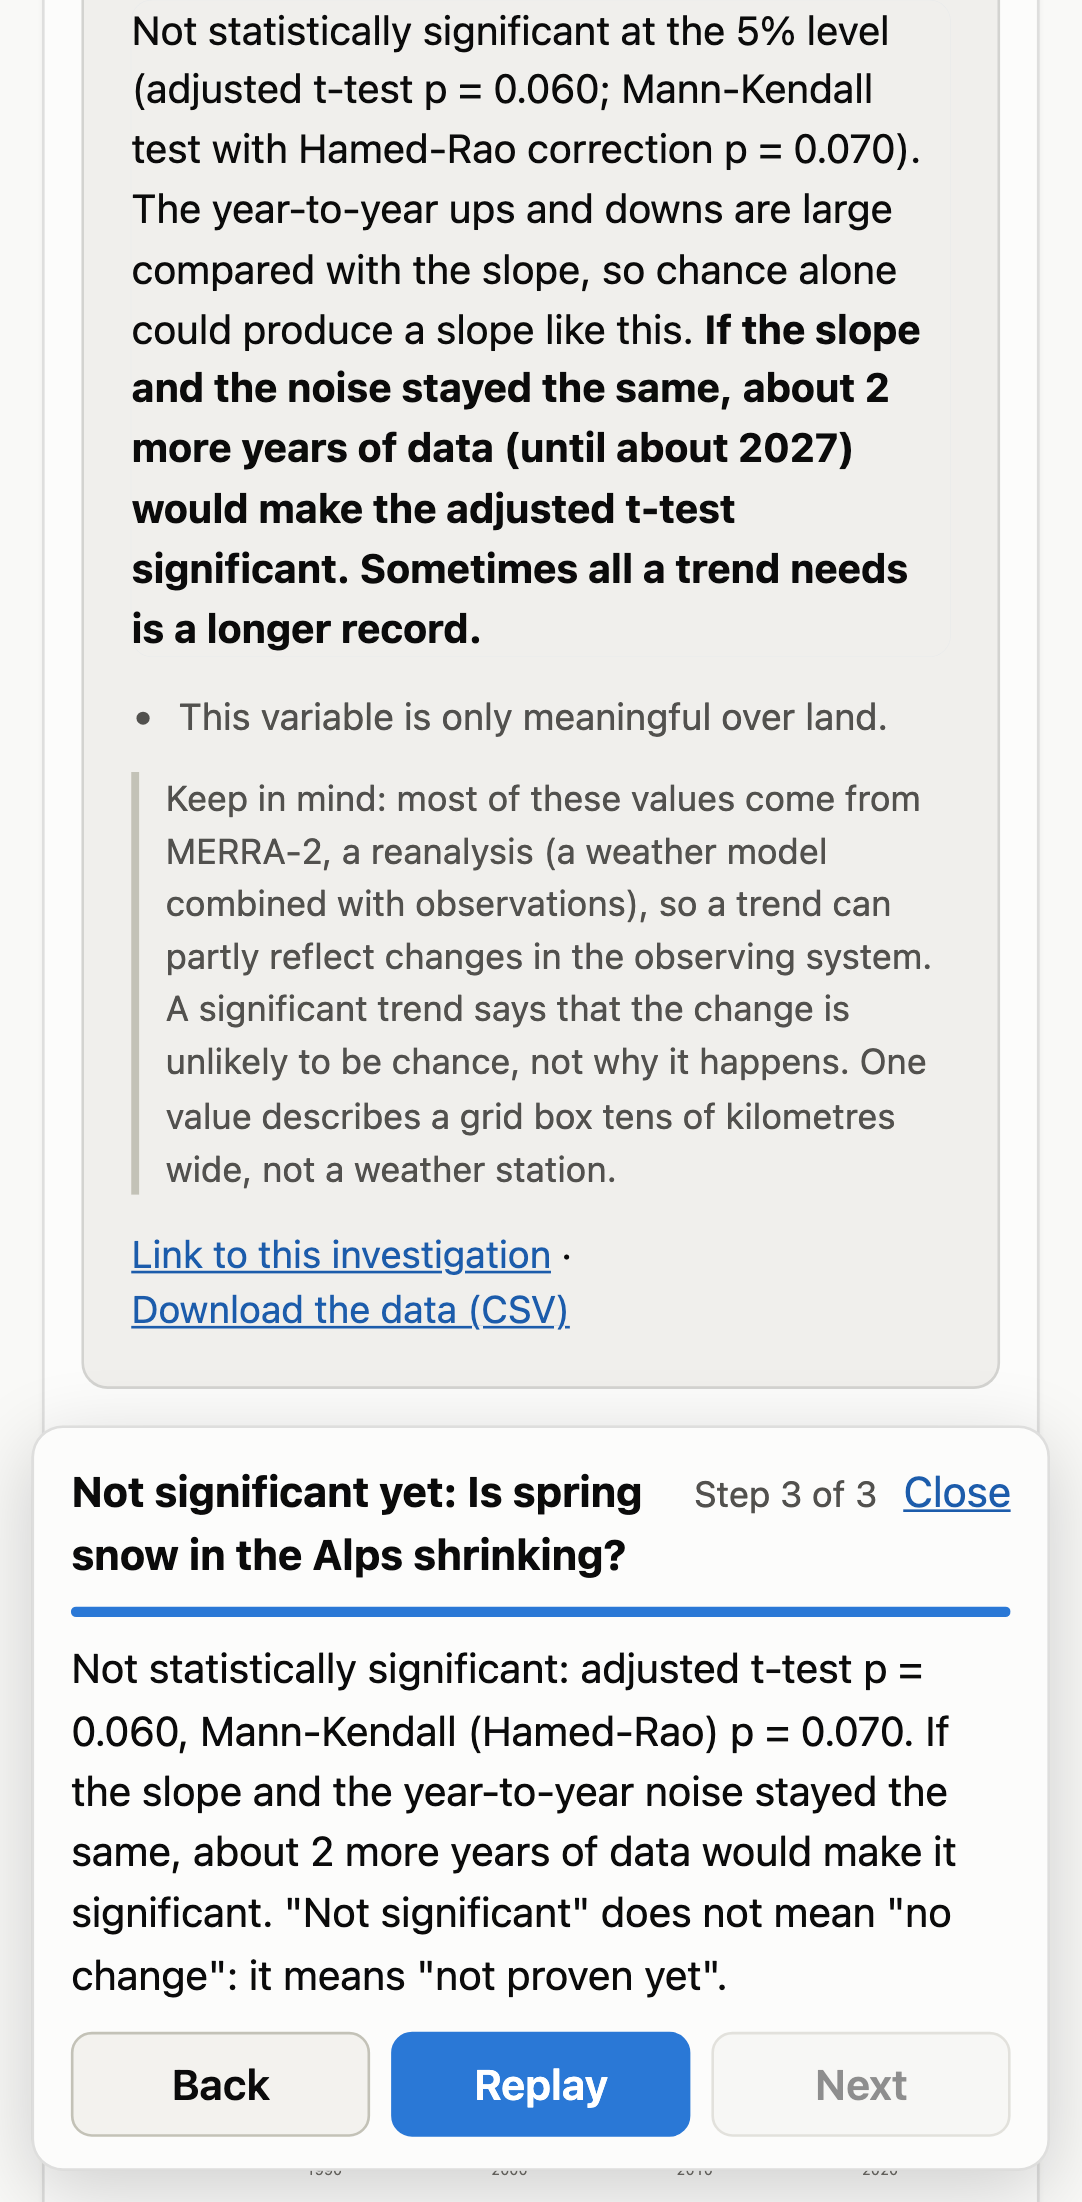 Not statistically significant at the 5% level
(adjusted t-test p = 0.060; Mann-Kendall
test with Hamed-Rao correction p = 0.070).
The year-to-year ups and downs are large
compared with the slope, so chance alone
could produce a slope like this. If the slope
and the noise stayed the same, about 2
more years of data (until about 2027)
would make the adjusted t-test
significant. Sometimes all a trend needs
is a longer record.
• This variable is only meaningful over land.
Keep in mind: most of these values come from
MERRA-2, a reanalysis (a weather model
combined with observations), so a trend can
partly reflect changes in the observing system.
A significant trend says that the change is
unlikely to be chance, not why it happens. One
value describes a grid box tens of kilometres
wide, not a weather station.
Link to this investigation ·
Download the data (CSV)
Not significant yet: Is spring Step 3 of 3 Close
snow in the Alps shrinking?
Not statistically significant: adjusted t-test p =
0.060, Mann-Kendall (Hamed-Rao) p = 0.070. If
the slope and the year-to-year noise stayed the
same, about 2 more years of data would make it
significant. "Not significant" does not mean "no
change": it means "not proven yet".
Back Replay Next
1990 2000 2010 2020